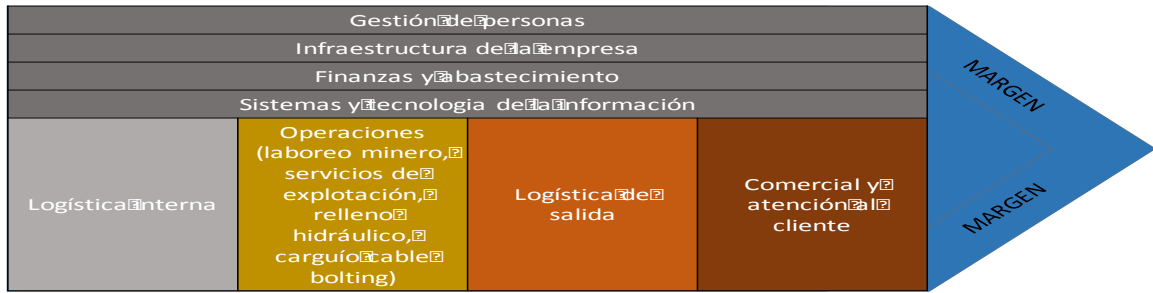 Gestión de personas
Infraestructura de la empresa
Finanzas y abastecimiento
Sistemas y tecnologia de la información
Logística interna
Operaciones
(laboreo minero,
servicios de
explotación,
relleno
hidráulico,
carguío cable
bolting)
Logística de
salida
Comercial y
atención al
cliente
MARGEN
MARGEN